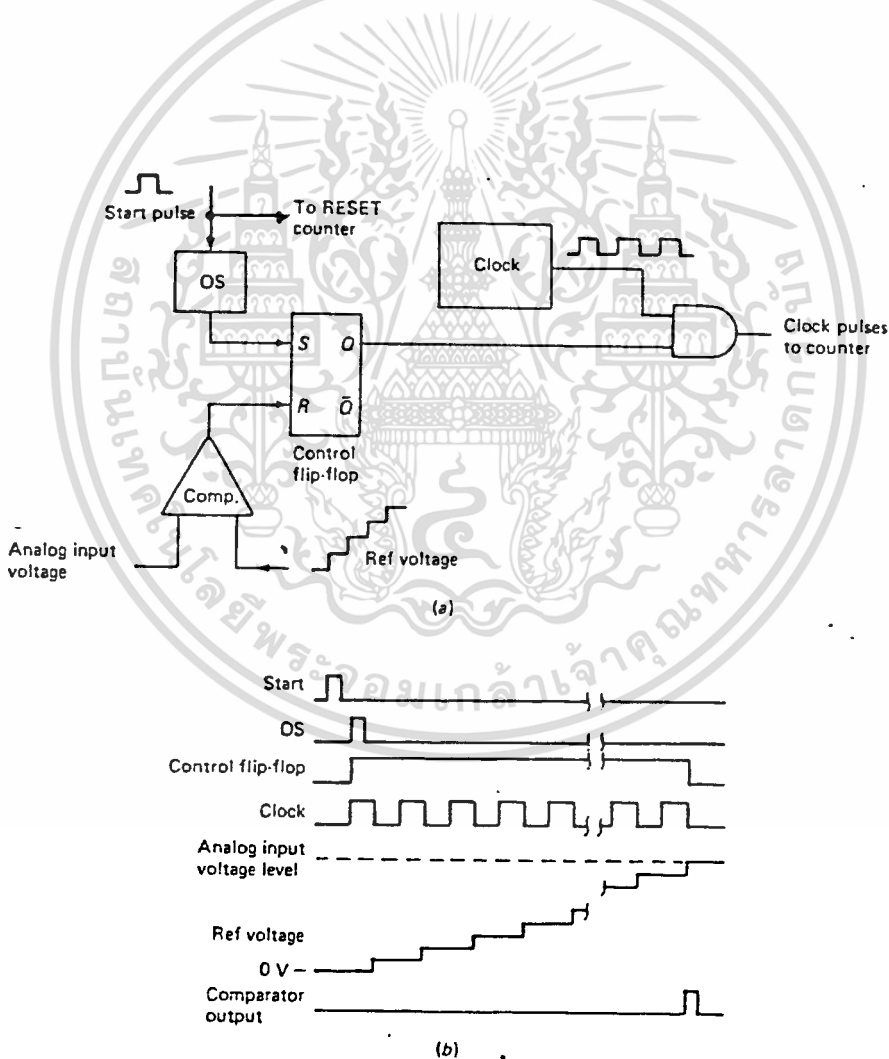 Start pulse
To RESET
counter
OS
Clock
S Q
R Q̄
Control
flip-flop
Clock pulses
to counter
Comp.
Analog input
voltage
Ref voltage
(a)
Start
OS
Control flip-flop
Clock
Analog input
voltage level
Ref voltage
0 V
Comparator
output
(b)